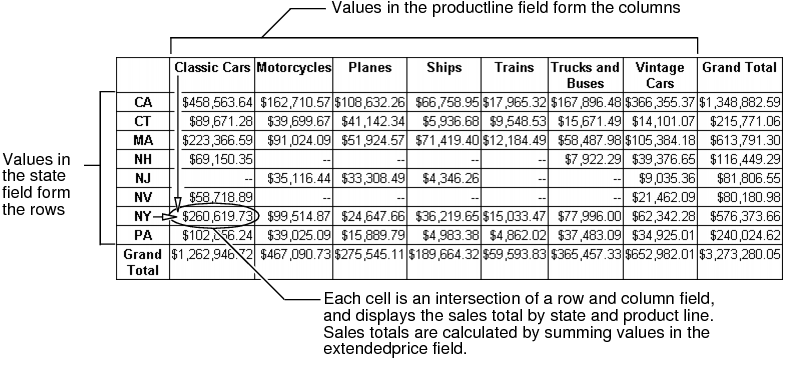 Values in the productline field form the columns
Classic Cars Motorcycles Planes Ships Trains Trucks and Buses Vintage Cars Grand Total
CA $458,563.64 $162,710.57 $108,632.26 $66,758.95 $17,965.32 $167,896.48 $366,355.37 $1,348,882.59
CT $89,671.28 $39,699.67 $41,142.34 $5,936.68 $9,548.53 $15,671.49 $14,101.07 $215,771.06
MA $223,366.59 $91,024.09 $51,924.57 $71,419.40 $12,184.49 $58,487.98 $105,384.18 $613,791.30
NH $69,150.35 -- -- -- -- $7,922.29 $39,376.65 $116,449.29
NJ -- $35,116.44 $33,308.49 $4,346.26 -- -- $9,035.36 $81,806.55
NV $58,718.89 -- -- -- -- -- $21,462.09 $80,180.98
NY $260,619.73 $99,514.87 $24,647.66 $36,219.65 $15,033.47 $77,996.00 $62,342.28 $576,373.66
PA $102,856.24 $39,025.09 $15,889.79 $4,983.38 $4,862.02 $37,483.09 $34,925.01 $240,024.62
Grand Total $1,262,946.72 $467,090.73 $275,545.11 $189,664.32 $59,593.83 $365,457.33 $652,982.01 $3,273,280.05
Values in
the state
field form
the rows
Each cell is an intersection of a row and column field,
and displays the sales total by state and product line.
Sales totals are calculated by summing values in the
extendedprice field.